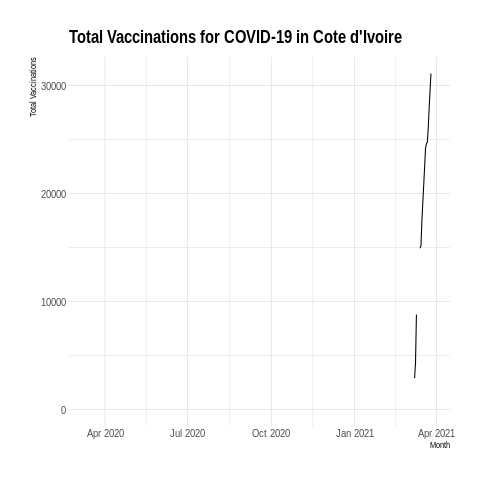 Total Vaccinations for COVID-19 in Cote d'Ivoire
Total Vaccinations
30000
20000
10000
0
Apr 2020 Jul 2020 Oct 2020 Jan 2021 Apr 2021
Month